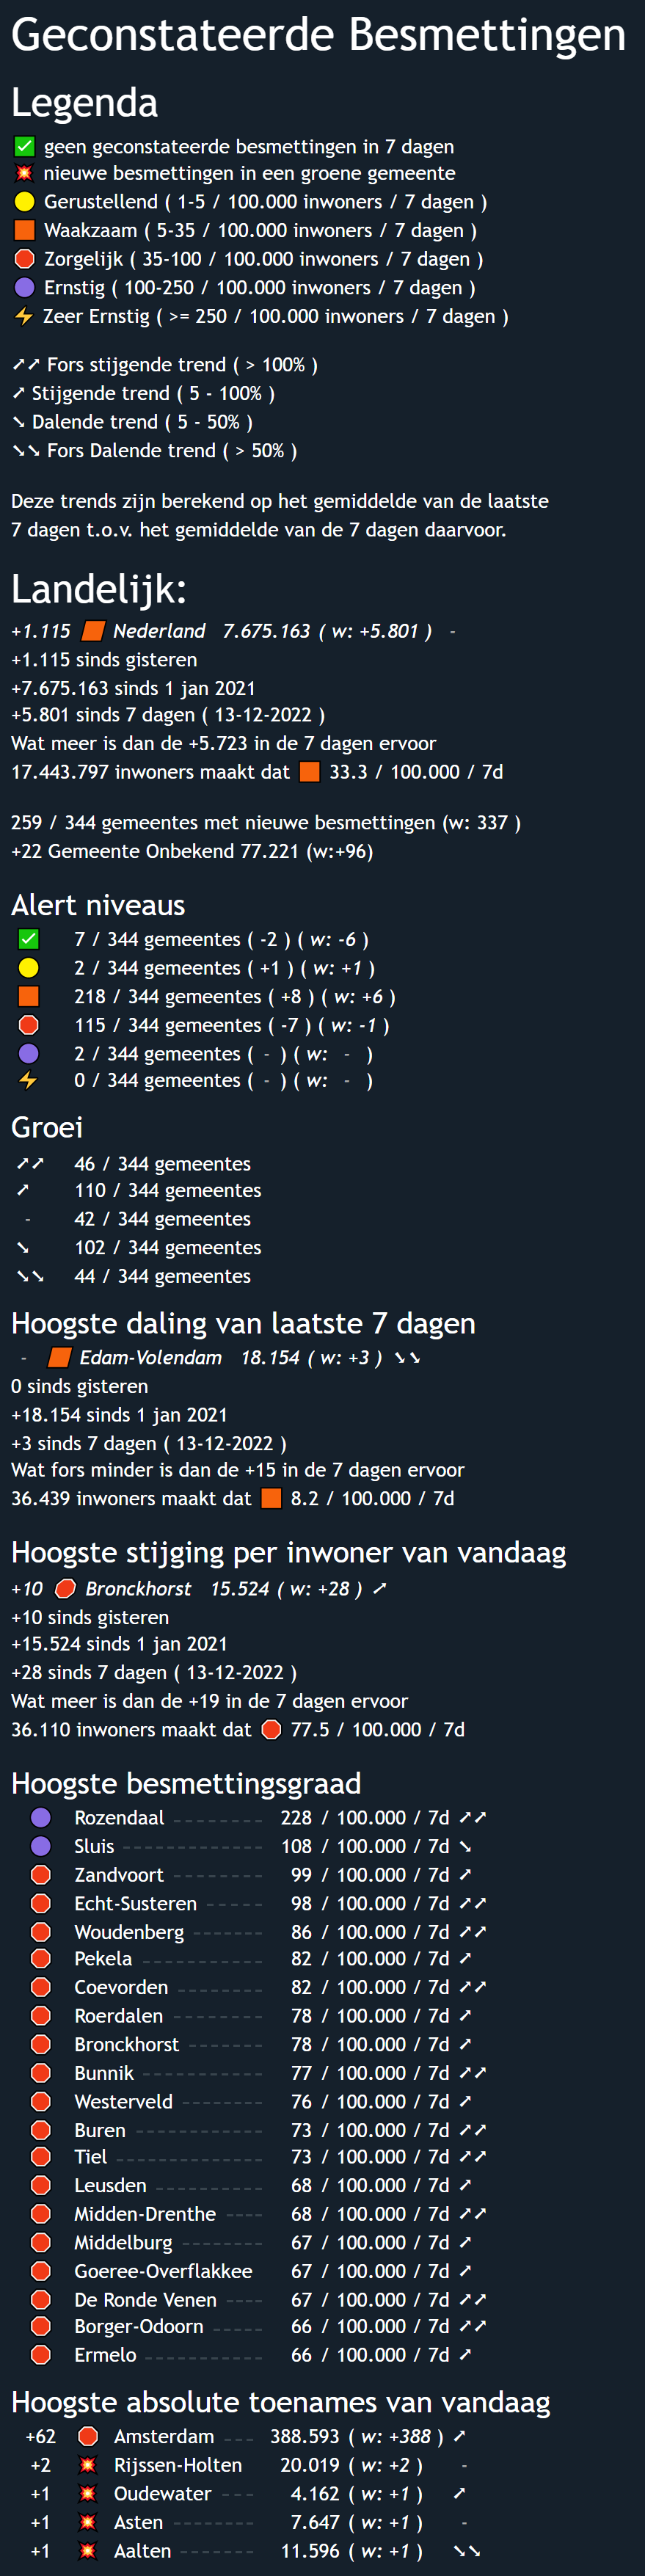 Geconstateerde Besmettingen
Legenda
✅ geen geconstateerde besmettingen in 7 dagen
💥 nieuwe besmettingen in een groene gemeente
🟡 Gerustellend ( 1-5 / 100.000 inwoners / 7 dagen )
🟧 Waakzaam ( 5-35 / 100.000 inwoners / 7 dagen )
🛑 Zorgelijk ( 35-100 / 100.000 inwoners / 7 dagen )
🟣 Ernstig ( 100-250 / 100.000 inwoners / 7 dagen )
⚡ Zeer Ernstig ( >= 250 / 100.000 inwoners / 7 dagen )
➚➚ Fors stijgende trend ( > 100% )
➚ Stijgende trend ( 5 - 100% )
➘ Dalende trend ( 5 - 50% )
➘➘ Fors Dalende trend ( > 50% )
Deze trends zijn berekend op het gemiddelde van de laatste
7 dagen t.o.v. het gemiddelde van de 7 dagen daarvoor.
Landelijk:
+1.115 🟧 Nederland 7.675.163 ( w: +5.801 ) -
+1.115 sinds gisteren
+7.675.163 sinds 1 jan 2021
+5.801 sinds 7 dagen ( 13-12-2022 )
Wat meer is dan de +5.723 in de 7 dagen ervoor
17.443.797 inwoners maakt dat 🟧 33.3 / 100.000 / 7d
259 / 344 gemeentes met nieuwe besmettingen (w: 337 )
+22 Gemeente Onbekend 77.221 (w:+96)
Alert niveaus
✅ 7 / 344 gemeentes ( -2 ) ( w: -6 )
🟡 2 / 344 gemeentes ( +1 ) ( w: +1 )
🟧 218 / 344 gemeentes ( +8 ) ( w: +6 )
🛑 115 / 344 gemeentes ( -7 ) ( w: -1 )
🟣 2 / 344 gemeentes ( - ) ( w: - )
⚡ 0 / 344 gemeentes ( - ) ( w: - )
Groei
➚➚ 46 / 344 gemeentes
➚ 110 / 344 gemeentes
- 42 / 344 gemeentes
➘ 102 / 344 gemeentes
➘➘ 44 / 344 gemeentes
Hoogste daling van laatste 7 dagen
- 🟧 Edam-Volendam 18.154 ( w: +3 ) ➘➘
0 sinds gisteren
+18.154 sinds 1 jan 2021
+3 sinds 7 dagen ( 13-12-2022 )
Wat fors minder is dan de +15 in de 7 dagen ervoor
36.439 inwoners maakt dat 🟧 8.2 / 100.000 / 7d
Hoogste stijging per inwoner van vandaag
+10 🛑 Bronckhorst 15.524 ( w: +28 ) ➚
+10 sinds gisteren
+15.524 sinds 1 jan 2021
+28 sinds 7 dagen ( 13-12-2022 )
Wat meer is dan de +19 in de 7 dagen ervoor
36.110 inwoners maakt dat 🛑 77.5 / 100.000 / 7d
Hoogste besmettingsgraad
🟣 Rozendaal -------- 228 / 100.000 / 7d ➚➚
🟣 Sluis ------------- 108 / 100.000 / 7d ➘
🛑 Zandvoort -------- 99 / 100.000 / 7d ➚
🛑 Echt-Susteren ----- 98 / 100.000 / 7d ➚➚
🛑 Woudenberg ------ 86 / 100.000 / 7d ➚➚
🛑 Pekela ----------- 82 / 100.000 / 7d ➚
🛑 Coevorden ------- 82 / 100.000 / 7d ➚➚
🛑 Roerdalen -------- 78 / 100.000 / 7d ➚
🛑 Bronckhorst ------ 78 / 100.000 / 7d ➚
🛑 Bunnik ----------- 77 / 100.000 / 7d ➚➚
🛑 Westerveld ------- 76 / 100.000 / 7d ➚
🛑 Buren ------------ 73 / 100.000 / 7d ➚➚
🛑 Tiel -------------- 73 / 100.000 / 7d ➚➚
🛑 Leusden ---------- 68 / 100.000 / 7d ➚
🛑 Midden-Drenthe ---- 68 / 100.000 / 7d ➚➚
🛑 Middelburg ------- 67 / 100.000 / 7d ➚
🛑 Goeree-Overflakkee 67 / 100.000 / 7d ➚
🛑 De Ronde Venen ---- 67 / 100.000 / 7d ➚➚
🛑 Borger-Odoorn ----- 66 / 100.000 / 7d ➚➚
🛑 Ermelo ----------- 66 / 100.000 / 7d ➚
Hoogste absolute toenames van vandaag
+62 🛑 Amsterdam --- 388.593 ( w: +388 ) ➚
+2 💥 Rijssen-Holten 20.019 ( w: +2 ) -
+1 💥 Oudewater --- 4.162 ( w: +1 ) ➚
+1 💥 Asten -------- 7.647 ( w: +1 ) -
+1 💥 Aalten ------- 11.596 ( w: +1 ) ➘➘